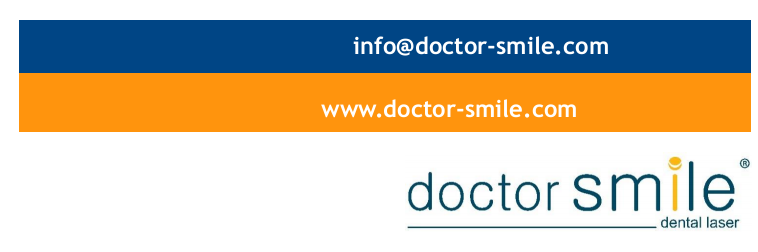 info@doctor-smile.com
www.doctor-smile.com
doctor smile®
dental laser